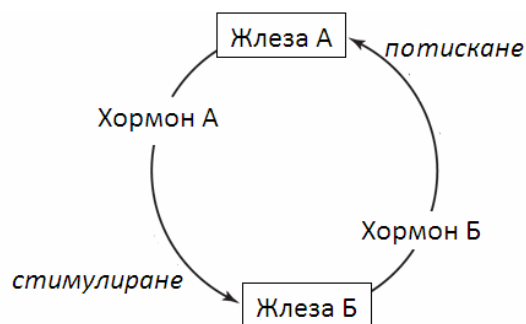 Жлеза А
потискане
Хормон А
Хормон Б
стимулиране
Жлеза Б